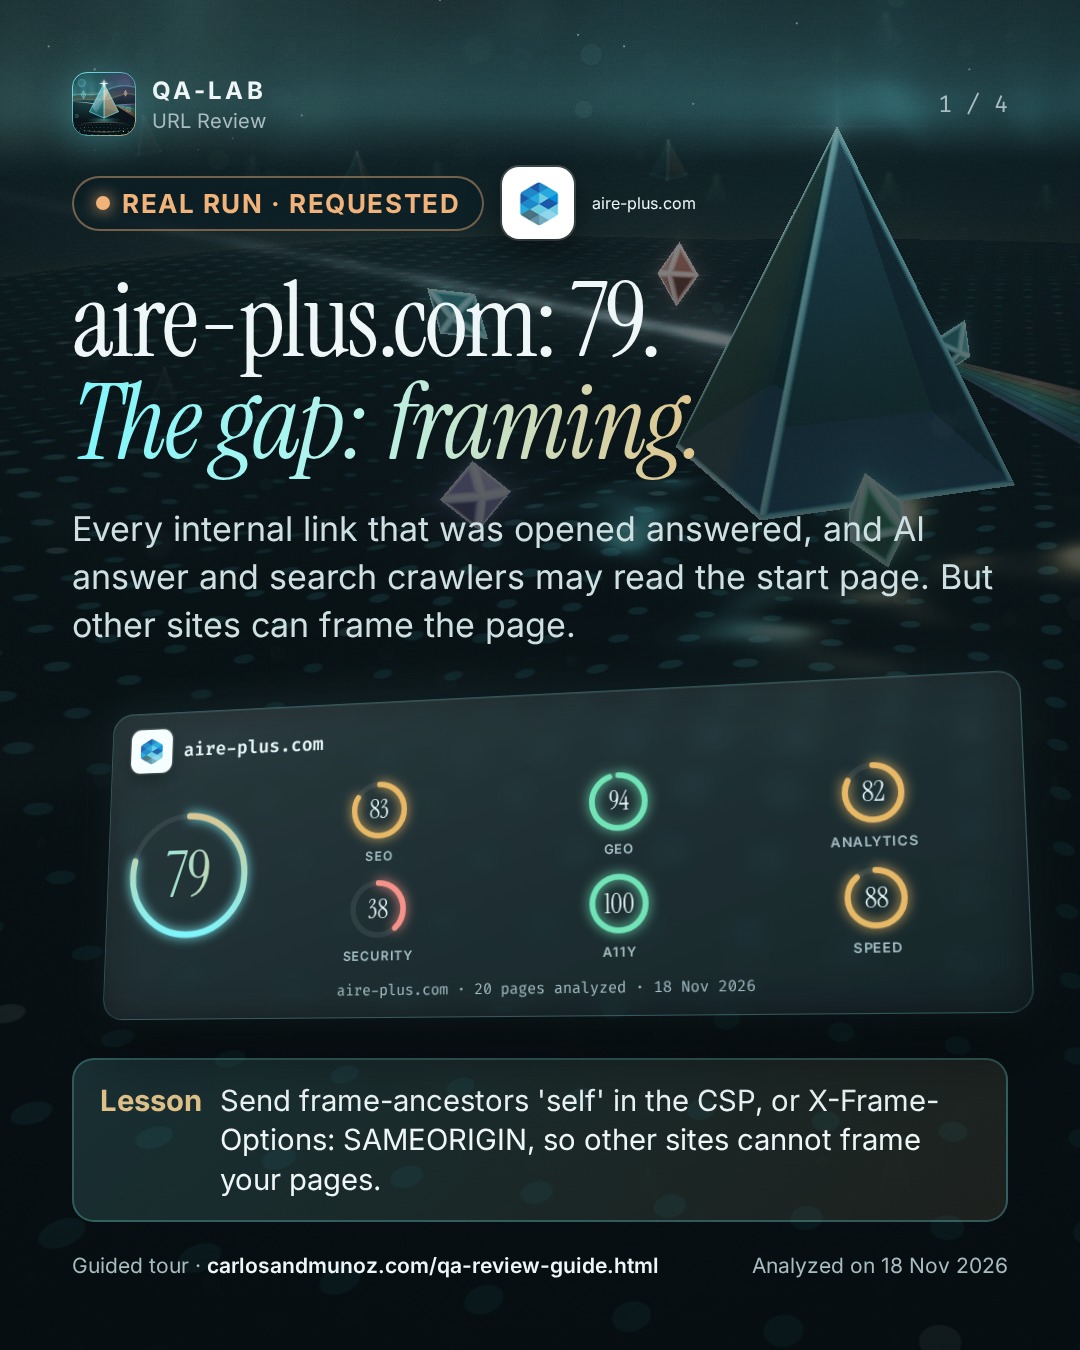 QA-LAB
URL Review
1 / 4
REAL RUN · REQUESTED
aire-plus.com
aire-plus.com: 79.
The gap: framing.
Every internal link that was opened answered, and AI
answer and search crawlers may read the start page. But
other sites can frame the page.
aire-plus.com
79
83
SEO
94
GEO
82
ANALYTICS
38
SECURITY
100
A11Y
88
SPEED
aire-plus.com · 20 pages analyzed · 18 Nov 2026
Lesson Send frame-ancestors 'self' in the CSP, or X-Frame-
Options: SAMEORIGIN, so other sites cannot frame
your pages.
Guided tour · carlosandmunoz.com/qa-review-guide.html
Analyzed on 18 Nov 2026